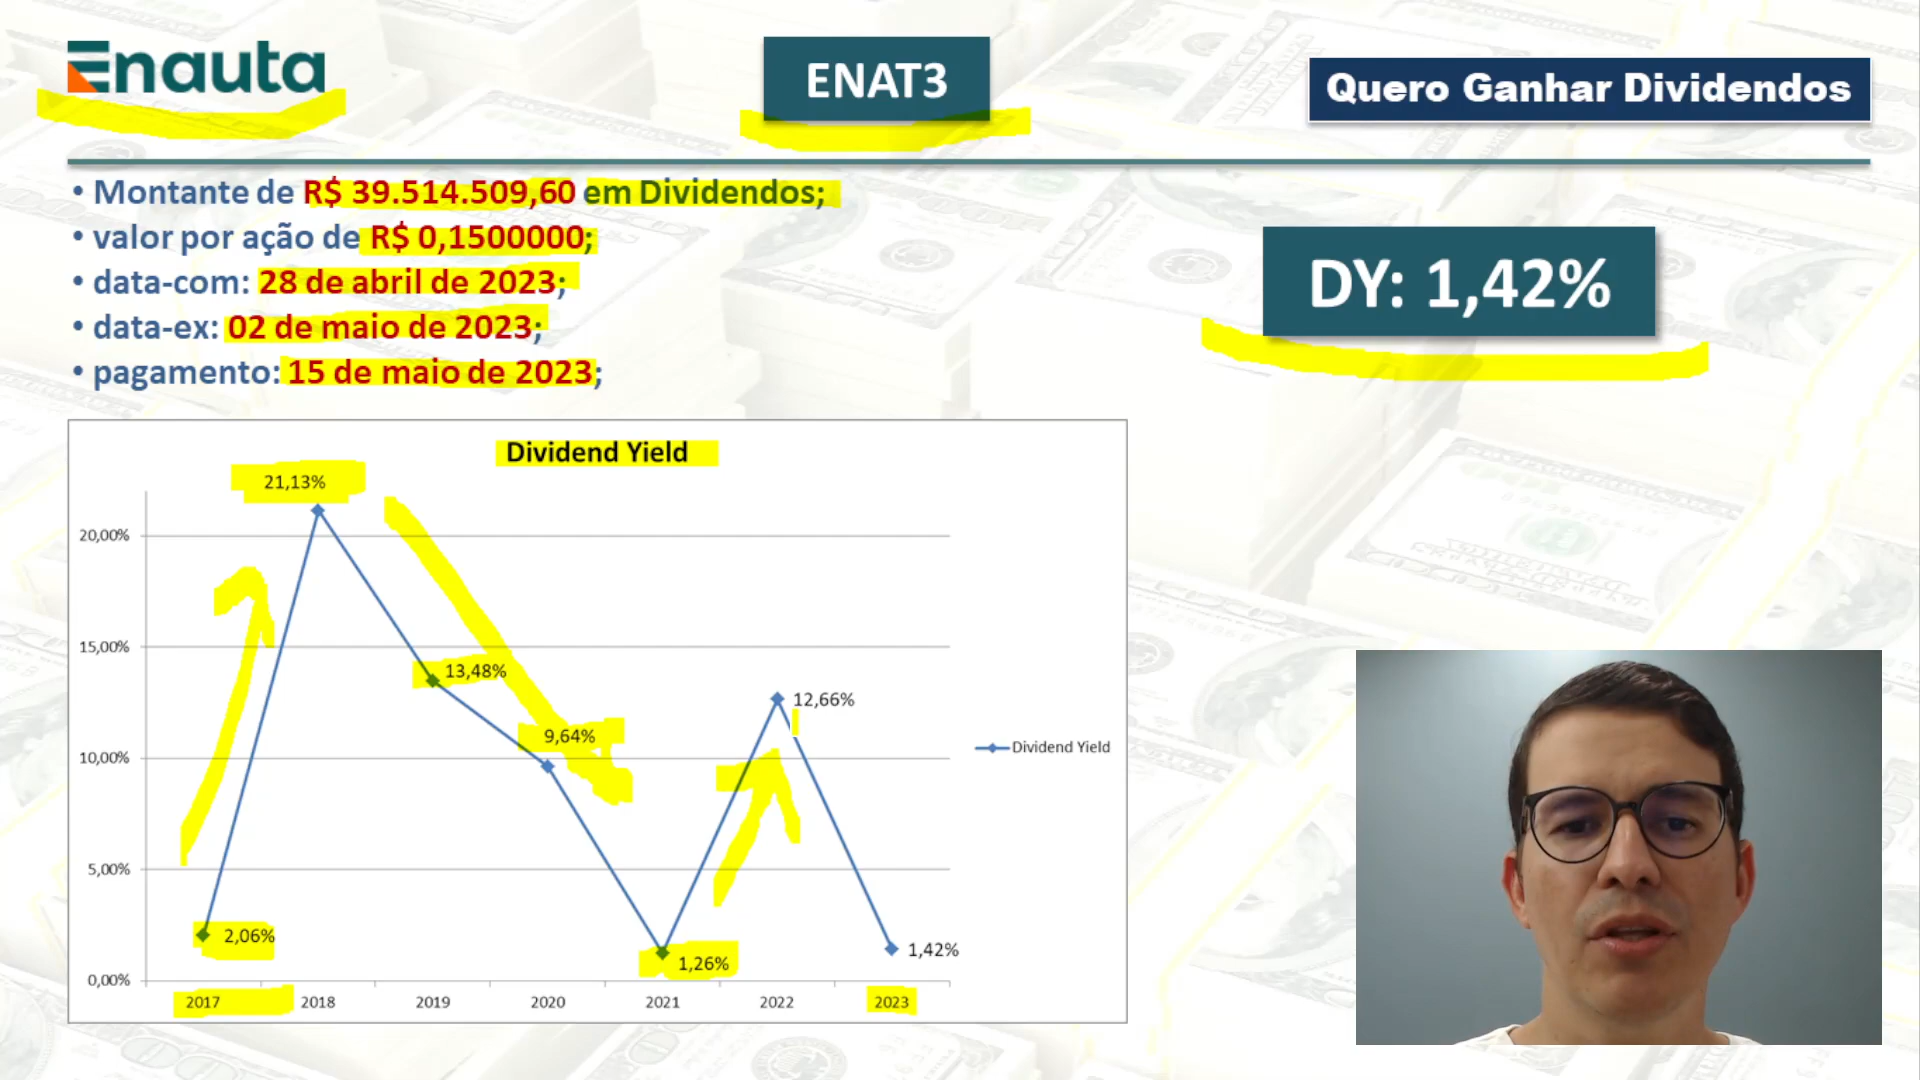 Enauta
ENAT3
Quero Ganhar Dividendos
• Montante de R$ 39.514.509,60 em Dividendos;
• valor por ação de R$ 0,1500000;
• data-com: 28 de abril de 2023;
• data-ex: 02 de maio de 2023;
• pagamento: 15 de maio de 2023;
DY: 1,42%
Dividend Yield
21,13%
20,00%
15,00%
13,48%
12,66%
9,64%
Dividend Yield
10,00%
5,00%
2,06%
1,26%
1,42%
0,00%
2017 2018 2019 2020 2021 2022 2023